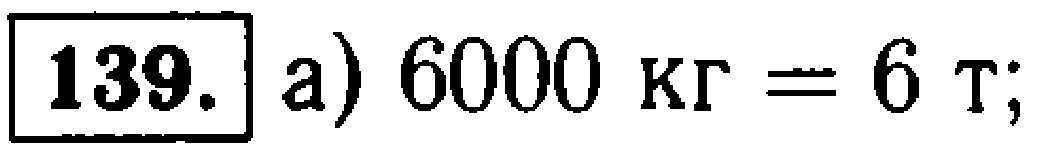 139. а) 6000 кг = 6 т;